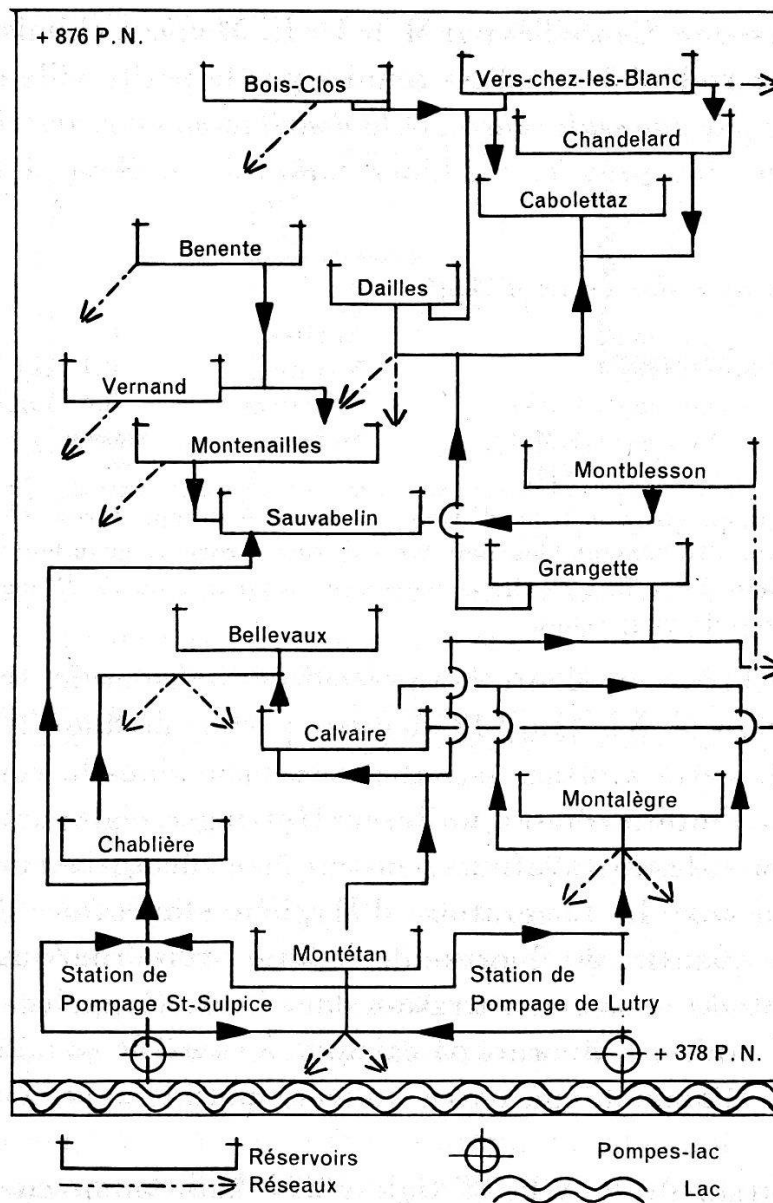 + 876 P. N.
Bois-Clos
Vers-chez-les-Blanc
Chandelard
Cabolettaz
Benente
Dailles
Vernand
Montenailles
Montblesson
Sauvabelin
Grangette
Bellevaux
Calvaire
Montalègre
Chablière
Montétan
Station de
Pompage St-Sulpice
Station de
Pompage de Lutry
+ 378 P. N.
Réservoirs
Réseaux
Pompes-lac
Lac